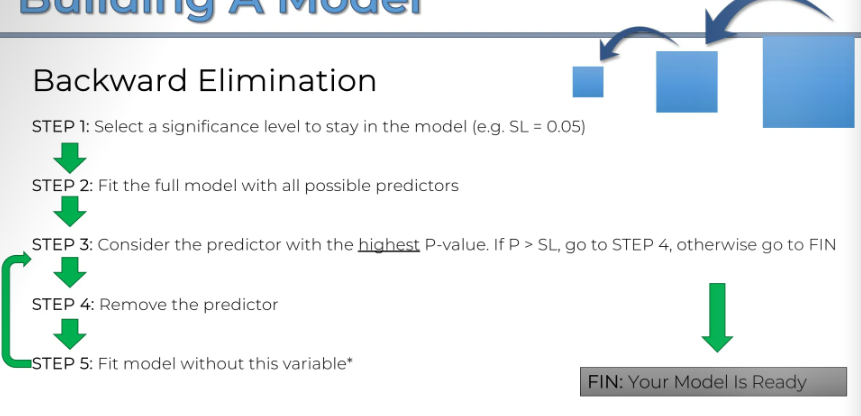 Building A Model
Backward Elimination
STEP 1: Select a significance level to stay in the model (e.g. SL = 0.05)
STEP 2: Fit the full model with all possible predictors
STEP 3: Consider the predictor with the highest P-value. If P > SL, go to STEP 4, otherwise go to FIN
STEP 4: Remove the predictor
STEP 5: Fit model without this variable*
FIN: Your Model Is Ready